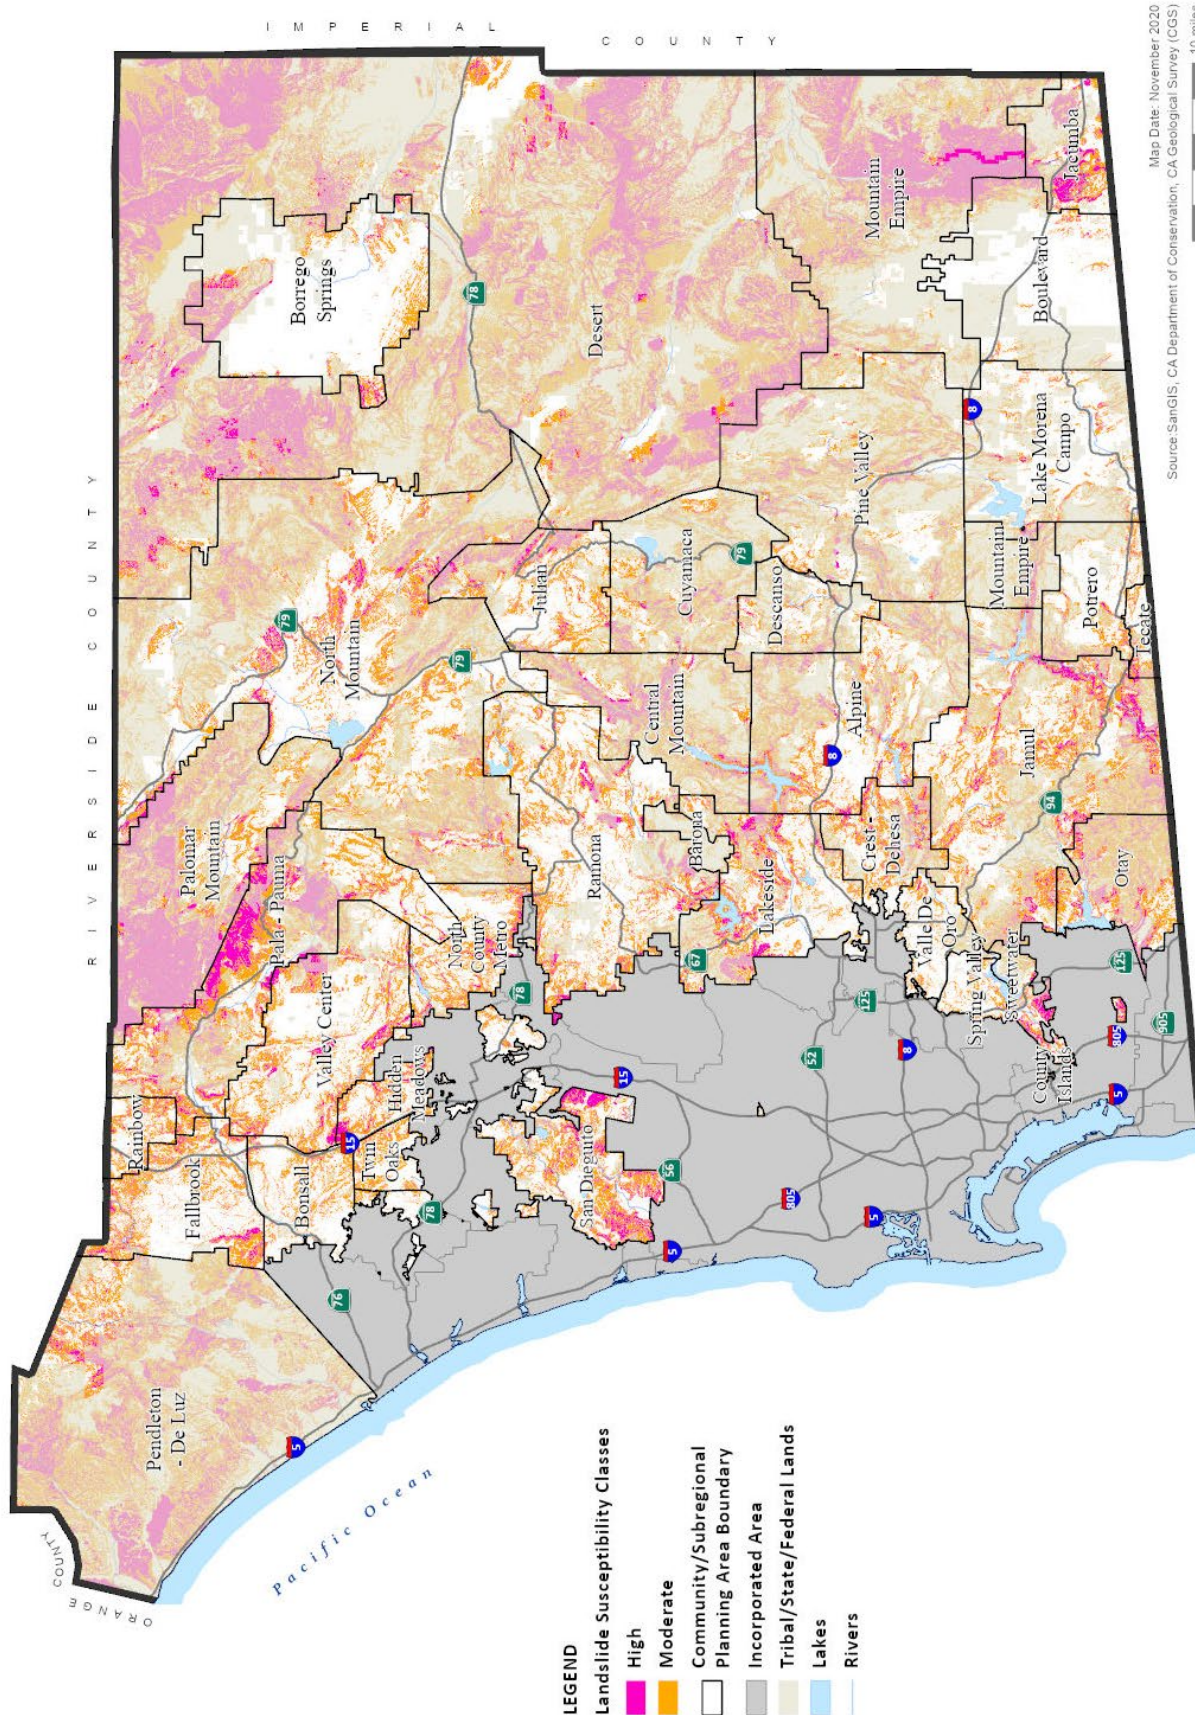 ORANGE
COUNTY
RIVERSIDE COUNTY
IMPERIAL
COUNTY
Pacific Ocean
Pendleton
- De Luz
Fallbrook
Rainbow
Bonsall
Twin
Oaks
Hidden
Meadows
Valley Center
Pala - Pauma
Palomar
Mountain
North
Mountain
North
County
Metro
Borrego
Springs
Desert
San Dieguito
Ramona
Julian
Central
Mountain
Cuyamaca
Barona
Lakeside
Descanso
Alpine
Pine Valley
Mountain
Empire
Crest -
Dehesa
Valle De
Oro
Spring Valley
Sweetwater
County
Islands
Jamul
Otay
Mountain
Empire
Lake Morena
/ Campo
Potrero
Tecate
Boulevard
Jacumba
5
76
78
15
79
79
78
78
15
56
5
67
805
52
125
8
5
8
79
8
94
125
805
905
5
LEGEND
Landslide Susceptibility Classes
High
Moderate
Community/Subregional
Planning Area Boundary
Incorporated Area
Tribal/State/Federal Lands
Lakes
Rivers
Map Date: November 2020
Source:SanGIS, CA Department of Conservation, CA Geological Survey (CGS)
10 miles